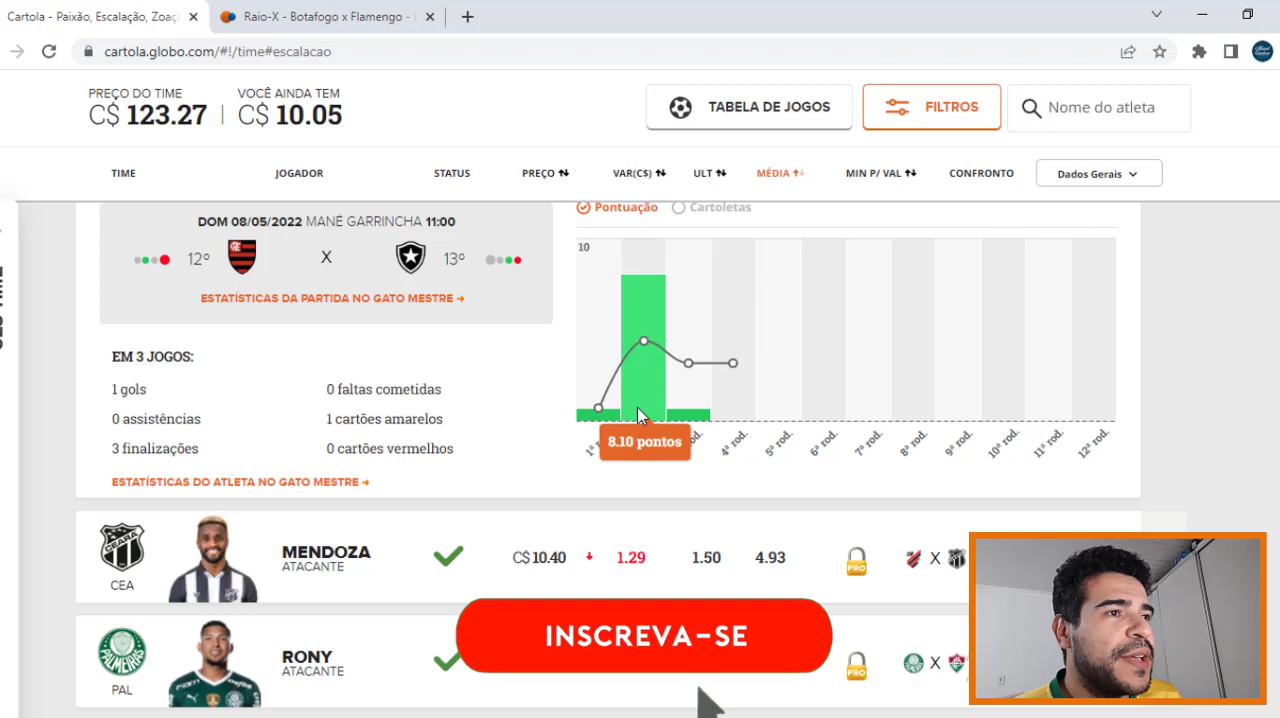 Cartola - Paixão, Escalação, Zoaç
Raio-X - Botafogo x Flamengo -
cartola.globo.com/#!/time#escalacao
PREÇO DO TIME
C$ 123.27
VOCÊ AINDA TEM
C$ 10.05
TABELA DE JOGOS
FILTROS
Nome do atleta
TIME JOGADOR STATUS PREÇO VAR(C$) ULT MÉDIA MIN P/ VAL CONFRONTO Dados Gerais
Pontuação Cartoletas
DOM 08/05/2022 MANÉ GARRINCHA 11:00
12º X 13º
ESTATÍSTICAS DA PARTIDA NO GATO MESTRE
EM 3 JOGOS:
1 gols
0 faltas cometidas
0 assistências
1 cartões amarelos
3 finalizações
0 cartões vermelhos
ESTATÍSTICAS DO ATLETA NO GATO MESTRE
10
8.10 pontos
1ª r
od.
4ª rod.
5ª rod.
6ª rod.
7ª rod.
8ª rod.
9ª rod.
10ª rod.
11ª rod.
12ª rod.
CEARÁ
CEA
MENDOZA
ATACANTE
C$ 10.40 1.29 1.50 4.93
PRO
X
PAL
RONY
ATACANTE
PRO
X
INSCREVA-SE